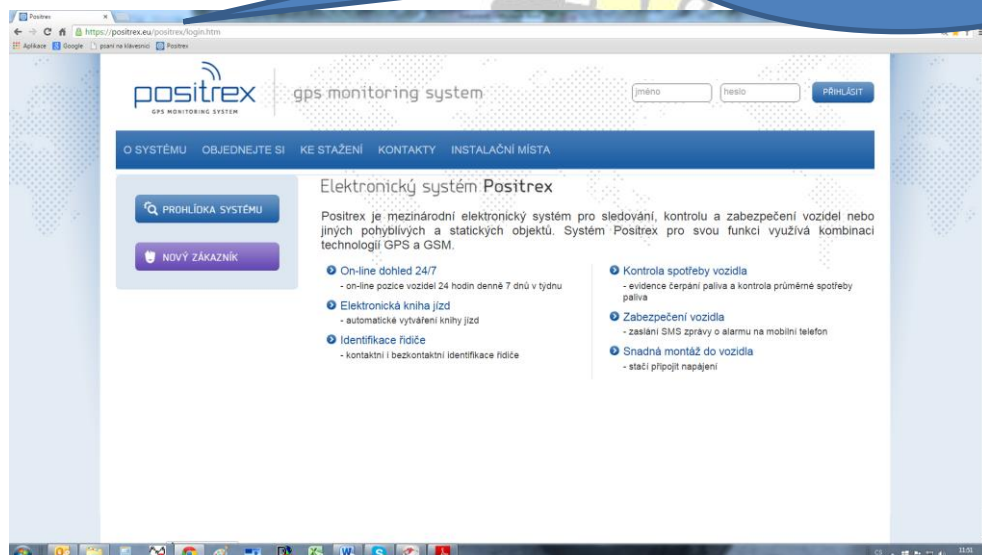 Positrex
https://positrex.eu/positrex/login.htm
Aplikace Google psaní na klávesnici Positrex
positrex
GPS MONITORING SYSTEM
gps monitoring system
jméno heslo PŘIHLÁSIT
O SYSTÉMU OBJEDNEJTE SI KE STAŽENÍ KONTAKTY INSTALAČNÍ MÍSTA
PROHLÍDKA SYSTÉMU
NOVÝ ZÁKAZNÍK
Elektronický systém Positrex
Positrex je mezinárodní elektronický systém pro sledování, kontrolu a zabezpečení vozidel nebo
jiných pohyblivých a statických objektů. Systém Positrex pro svou funkci využívá kombinaci
technologií GPS a GSM.
On-line dohled 24/7
- on-line pozice vozidel 24 hodin denně 7 dnů v týdnu
Elektronická kniha jízd
- automatické vytváření knihy jízd
Identifikace řidiče
- kontaktní i bezkontaktní identifikace řidiče
Kontrola spotřeby vozidla
- evidence čerpání paliva a kontrola průměrné spotřeby
paliva
Zabezpečení vozidla
- zaslání SMS zprávy o alarmu na mobilní telefon
Snadná montáž do vozidla
- stačí připojit napájení
CS 11:51